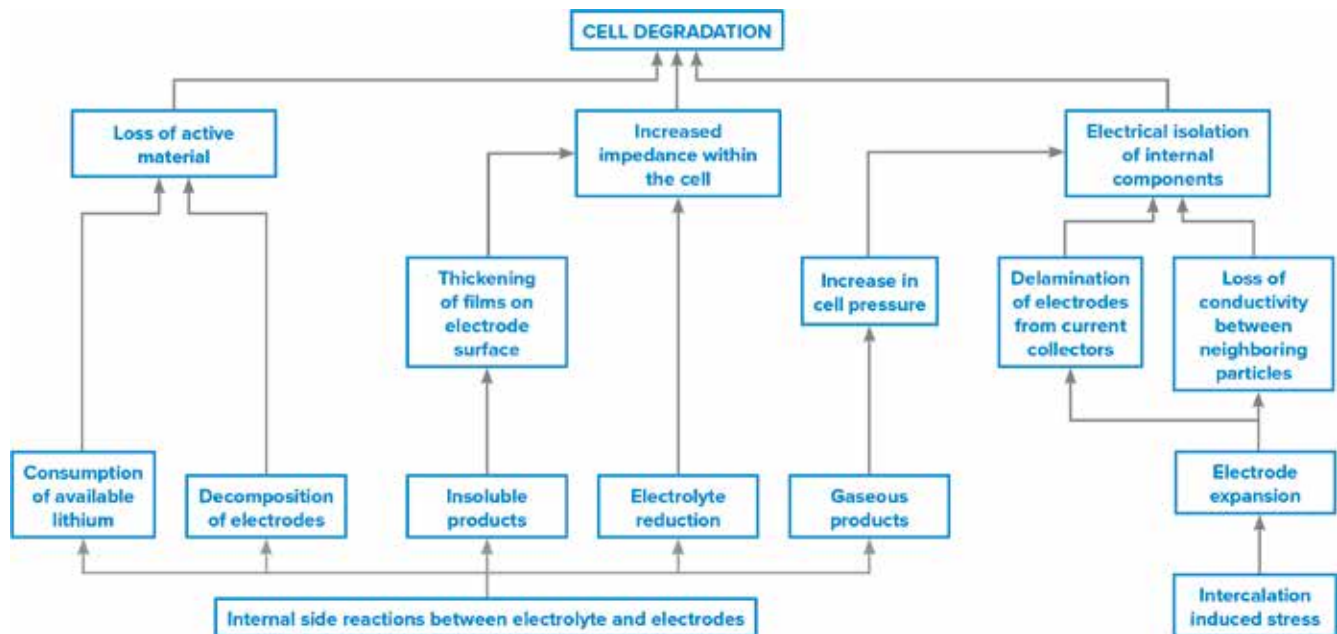 CELL DEGRADATION
Loss of active
material
Increased
impedance within
the cell
Electrical isolation
of internal
components
Thickening
of films on
electrode
surface
Increase in
cell pressure
Delamination
of electrodes
from current
collectors
Loss of
conductivity
between
neighboring
particles
Consumption
of available
lithium
Decomposition
of electrodes
Insoluble
products
Electrolyte
reduction
Gaseous
products
Electrode
expansion
Internal side reactions between electrolyte and electrodes
Intercalation
induced stress